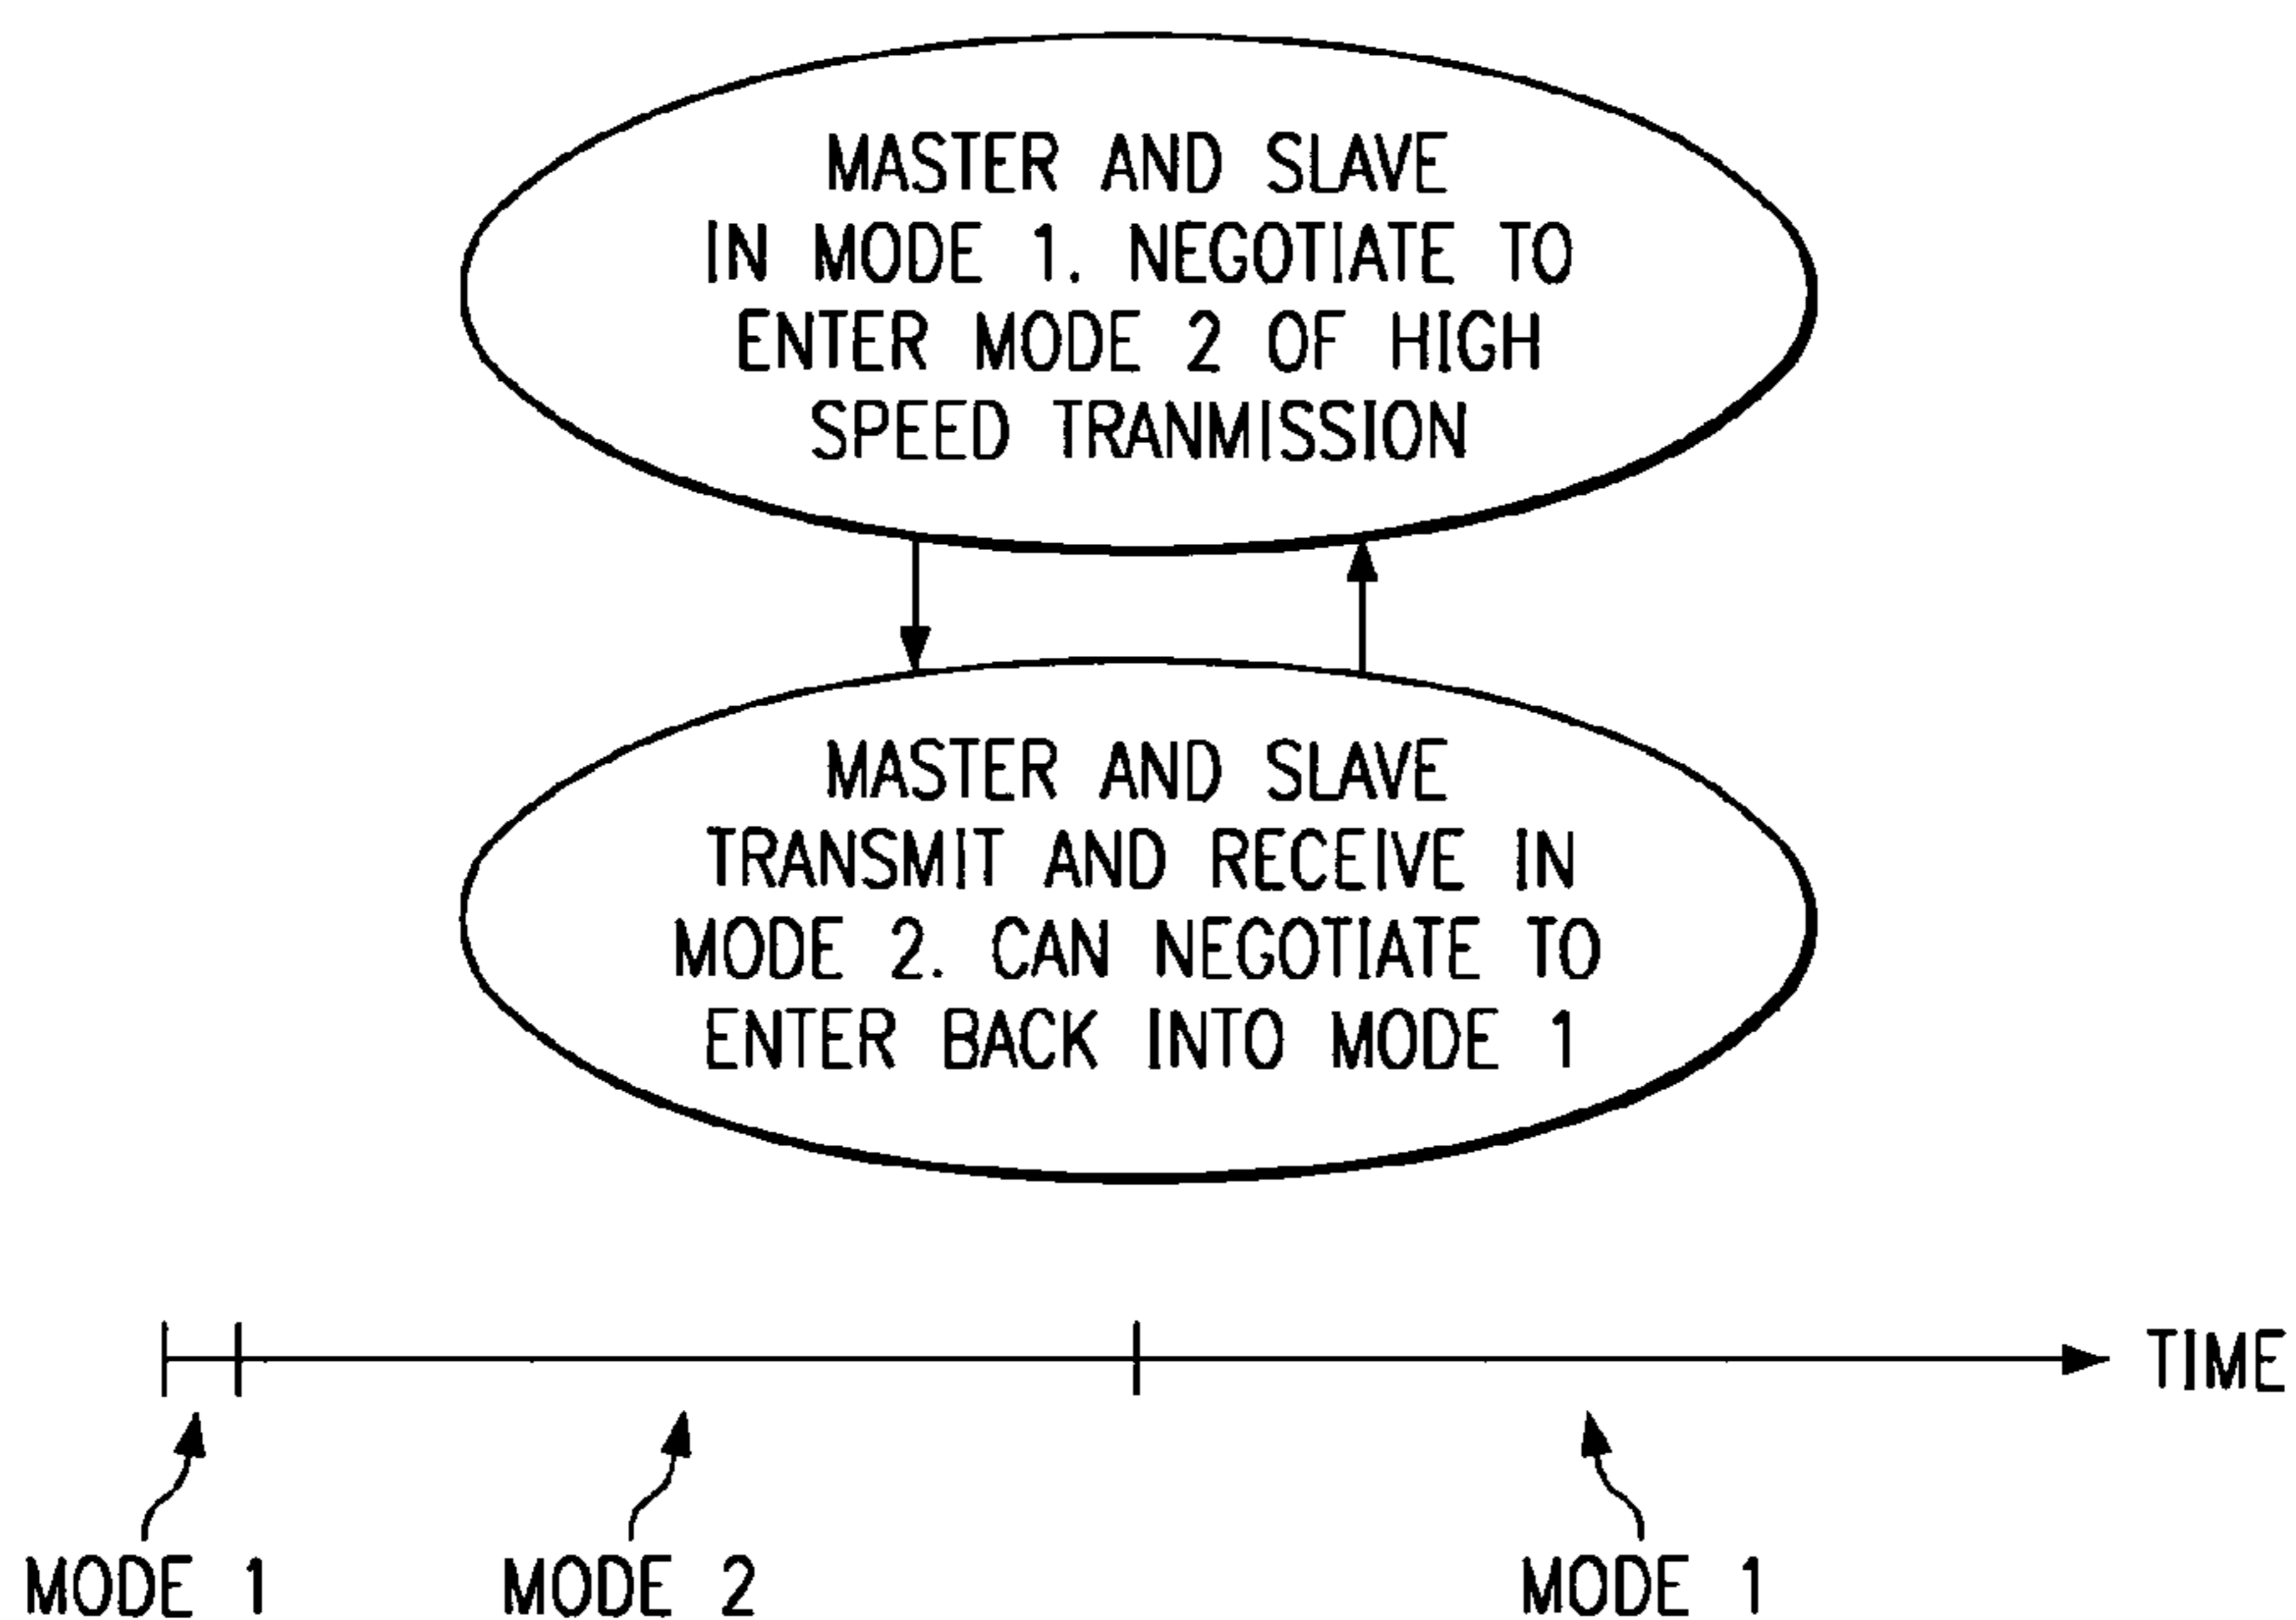 MASTER AND SLAVE
IN MODE 1. NEGOTIATE TO
ENTER MODE 2 OF HIGH
SPEED TRANMISSION
MASTER AND SLAVE
TRANSMIT AND RECEIVE IN
MODE 2. CAN NEGOTIATE TO
ENTER BACK INTO MODE 1
TIME
MODE 1
MODE 2
MODE 1